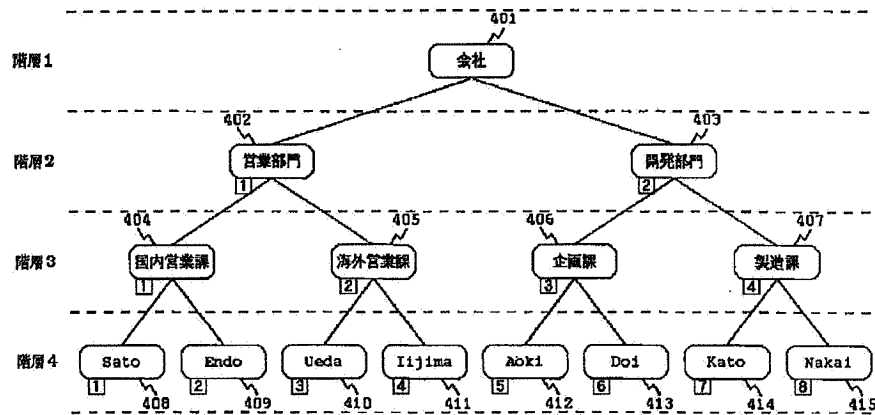 401
階層1
会社
402
403
階層2
営業部門
開発部門
1
2
404
405
406
407
階層3
国内営業課
海外営業課
企画課
製造課
1
2
3
4
階層4
Sato
Endo
Ueda
Iijima
Aoki
Doi
Kato
Nakai
1
2
3
4
5
6
7
8
408
409
410
411
412
413
414
415